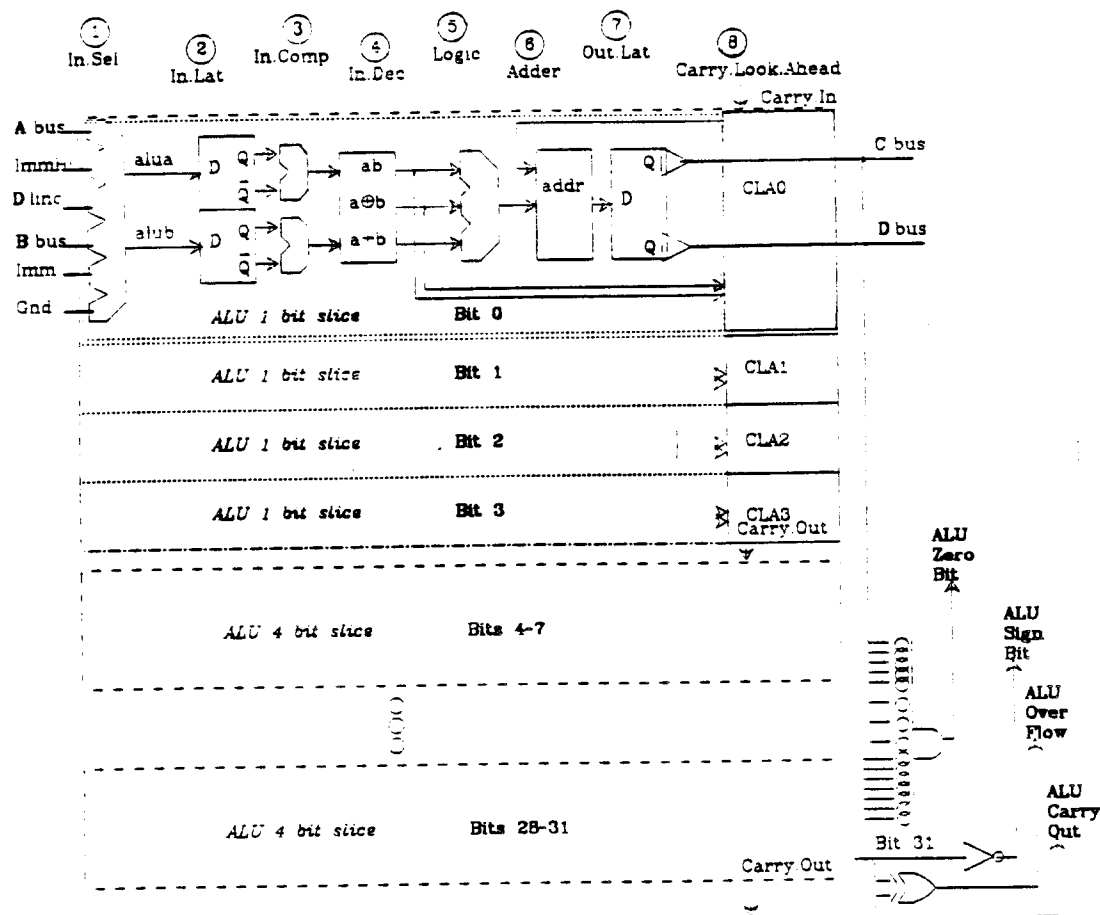 1
In.Sel
2
In.Lat
3
In.Comp
4
In.Dec
5
Logic
6
Adder
7
Out.Lat
8
Carry.Look.Ahead
Carry In
A bus
D linc
B bus
Imm
Gnd
alua
alub
D
Q
Q
D
Q
Q
ab
a⊕b
a+b
addr
D
Q
Q
CLA0
C bus
D bus
ALU 1 bit slice
Bit 0
ALU 1 bit slice
Bit 1
CLA1
ALU 1 bit slice
Bit 2
CLA2
ALU 1 bit slice
Bit 3
CLA3
Carry.Out
ALU 4 bit slice
Bits 4-7
ALU 4 bit slice
Bits 28-31
Carry.Out
ALU
Zero
Bit
ALU
Sign
Bit
ALU
Over
Flow
ALU
Carry
Out
Bit 31